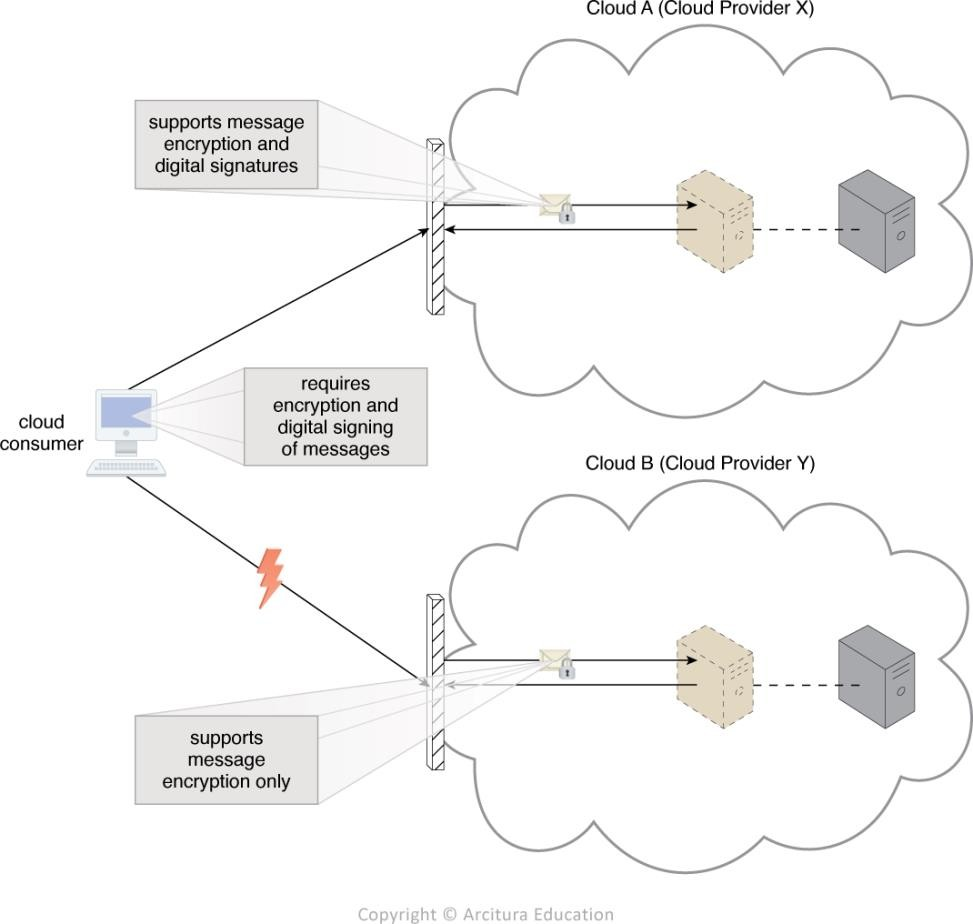 Cloud A (Cloud Provider X)
supports message
encryption and
digital signatures
requires
encryption and
digital signing
of messages
cloud
consumer
Cloud B (Cloud Provider Y)
supports
message
encryption only
Copyright © Arcitura Education